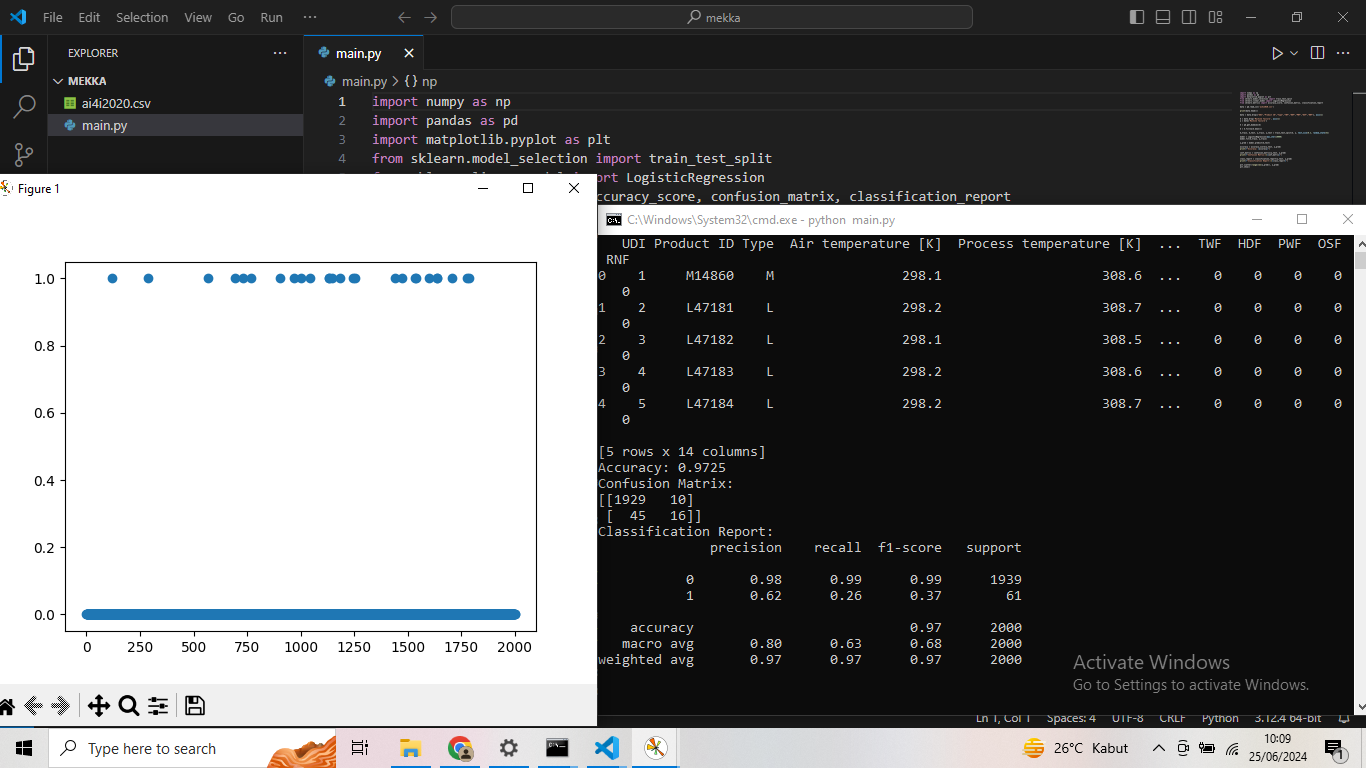 File Edit Selection View Go Run ··· mekka
EXPLORER ···
MEKKA
ai4i2020.csv
main.py
main.py
main.py > {} np
1 import numpy as np
2 import pandas as pd
3 import matplotlib.pyplot as plt
4 from sklearn.model_selection import train_test_split
import LogisticRegression
ccuracy_score, confusion_matrix, classification_report
Figure 1
1.0
0.8
0.6
0.4
0.2
0.0
0 250 500 750 1000 1250 1500 1750 2000
C:\Windows\System32\cmd.exe - python main.py
UDI Product ID Type Air temperature [K] Process temperature [K] ... TWF HDF PWF OSF
RNF
0 1 M14860 M 298.1 308.6 ... 0 0 0 0
0
1 2 L47181 L 298.2 308.7 ... 0 0 0 0
0
2 3 L47182 L 298.1 308.5 ... 0 0 0 0
0
3 4 L47183 L 298.2 308.6 ... 0 0 0 0
0
4 5 L47184 L 298.2 308.7 ... 0 0 0 0
0
[5 rows x 14 columns]
Accuracy: 0.9725
Confusion Matrix:
[[1929 10]
[ 45 16]]
Classification Report:
precision recall f1-score support
0 0.98 0.99 0.99 1939
1 0.62 0.26 0.37 61
accuracy 0.97 2000
macro avg 0.80 0.63 0.68 2000
weighted avg 0.97 0.97 0.97 2000
Activate Windows
Go to Settings to activate Windows.
Ln 1, Col 1 Spaces: 4 UTF-8 CRLF Python 3.12.4 64-bit
Type here to search
26°C Kabut
10:09
25/06/2024
1